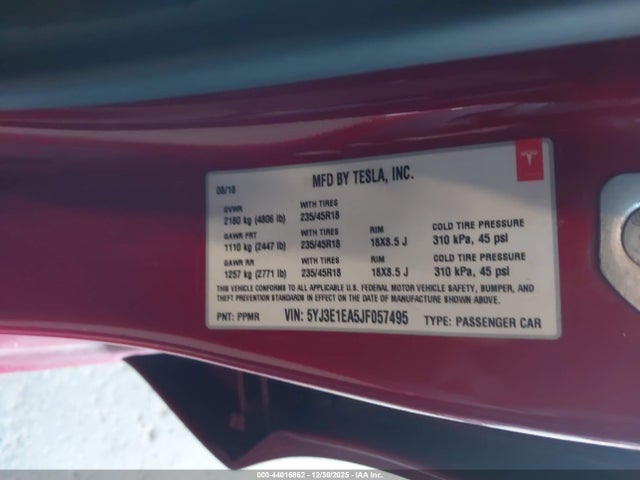 08/18 MFD BY TESLA, INC.
GVWR WITH TIRES
2180 kg (4806 lb) 235/45R18
GAWR FRT WITH TIRES RIM COLD TIRE PRESSURE
1110 kg (2447 lb) 235/45R18 18X8.5 J 310 kPa, 45 psi
GAWR RR WITH TIRES RIM COLD TIRE PRESSURE
1257 kg (2771 lb) 235/45R18 18X8.5 J 310 kPa, 45 psi
THIS VEHICLE CONFORMS TO ALL APPLICABLE U.S. FEDERAL MOTOR VEHICLE SAFETY, BUMPER, AND
THEFT PREVENTION STANDARDS IN EFFECT ON THE DATE OF MANUFACTURE SHOWN ABOVE.
PNT: PPMR VIN: 5YJ3E1EA5JF057495 TYPE: PASSENGER CAR
000-44016862 - 12/30/2025 - IAAI.COM